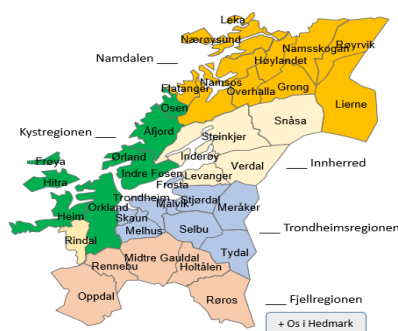 Leka
Nærøysund
Namsskogan
Røyrvik
Namdalen ___
Høylandet
Namsos
Flatanger
Overhalla
Grong
Lierne
Osen
Snåsa
Kystregionen ___
Åfjord
Steinkjer
Frøya
Ørland
Inderøy
Verdal
___ Innherred
Hitra
Indre Fosen
Levanger
Frosta
Orkland
Trondheim
Stjørdal
Malvik
Meråker
Heim
Skaun
Rindal
Melhus
Selbu
___ Trondheimsregionen
Tydal
Midtre Gauldal
Rennebu
Holtålen
Oppdal
Røros
___ Fjellregionen
+ Os i Hedmark